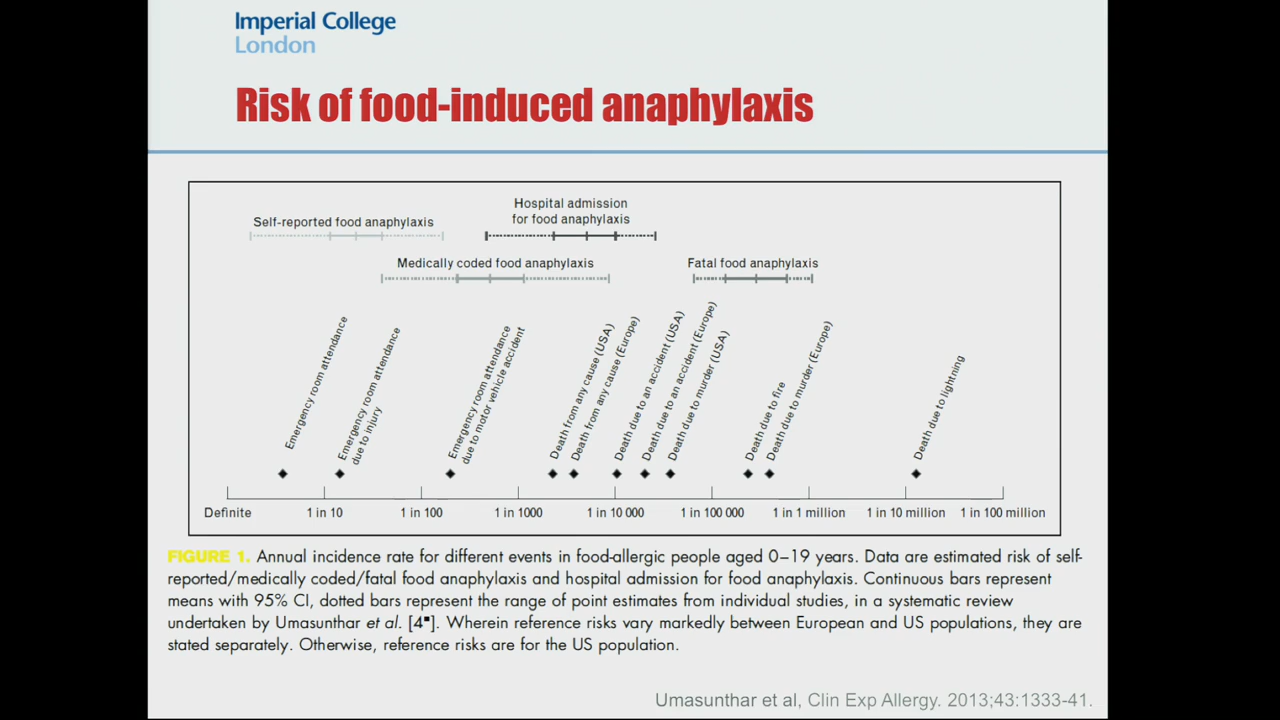 Imperial College
London
Risk of food-induced anaphylaxis
Hospital admission
for food anaphylaxis
Self-reported food anaphylaxis
Medically coded food anaphylaxis
Fatal food anaphylaxis
Emergency room attendance
Emergency room attendance
due to injury
Emergency room attendance
due to motor vehicle accident
Death from any cause (USA)
Death from any cause (Europe)
Death due to an accident (USA)
Death due to an accident (Europe)
Death due to murder (USA)
Death due to fire
Death due to murder (Europe)
Death due to lightning
Definite
1 in 10
1 in 100
1 in 1000
1 in 10 000
1 in 100 000
1 in 1 million
1 in 10 million
1 in 100 million
FIGURE 1. Annual incidence rate for different events in food-allergic people aged 0–19 years. Data are estimated risk of self-
reported/medically coded/fatal food anaphylaxis and hospital admission for food anaphylaxis. Continuous bars represent
means with 95% CI, dotted bars represent the range of point estimates from individual studies, in a systematic review
undertaken by Umasunthar et al. [4▪]. Wherein reference risks vary markedly between European and US populations, they are
stated separately. Otherwise, reference risks are for the US population.
Umasunthar et al, Clin Exp Allergy. 2013;43:1333-41.